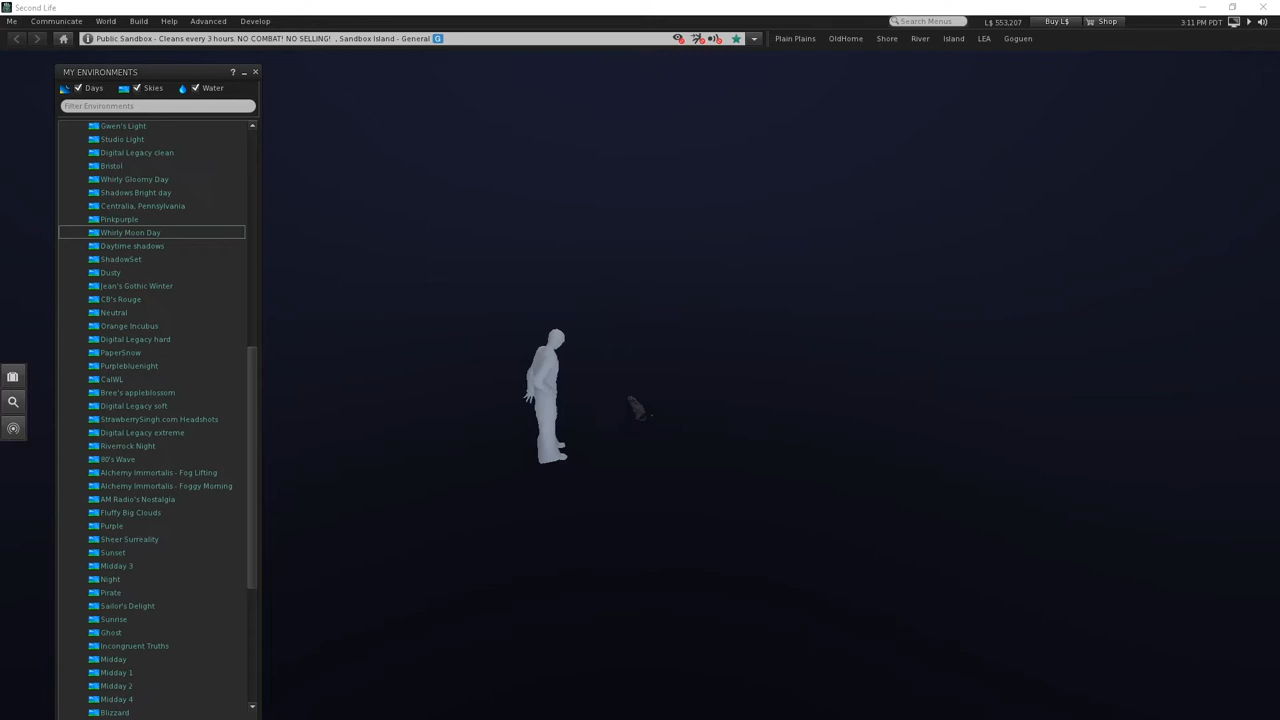 Second Life
Me Communicate World Build Help Advanced Develop Search Menus L$ 553,207 Buy L$ Shop 3:11 PM PDT
Public Sandbox - Cleans every 3 hours. NO COMBAT! NO SELLING! , Sandbox Island - General G Plain Plains OldHome Shore River Island LEA Goguen
MY ENVIRONMENTS ?
Days Skies Water
Filter Environments
Gwen's Light
Studio Light
Digital Legacy clean
Bristol
Whirly Gloomy Day
Shadows Bright day
Centralia, Pennsylvania
Pinkpurple
Whirly Moon Day
Daytime shadows
ShadowSet
Dusty
Jean's Gothic Winter
CB's Rouge
Neutral
Orange Incubus
Digital Legacy hard
PaperSnow
Purplebluenight
CalWL
Bree's appleblossom
Digital Legacy soft
StrawberrySingh.com Headshots
Digital Legacy extreme
Riverrock Night
80's Wave
Alchemy Immortalis - Fog Lifting
Alchemy Immortalis - Foggy Morning
AM Radio's Nostalgia
Fluffy Big Clouds
Purple
Sheer Surreality
Sunset
Midday 3
Night
Pirate
Sailor's Delight
Sunrise
Ghost
Incongruent Truths
Midday
Midday 1
Midday 2
Midday 4
Blizzard